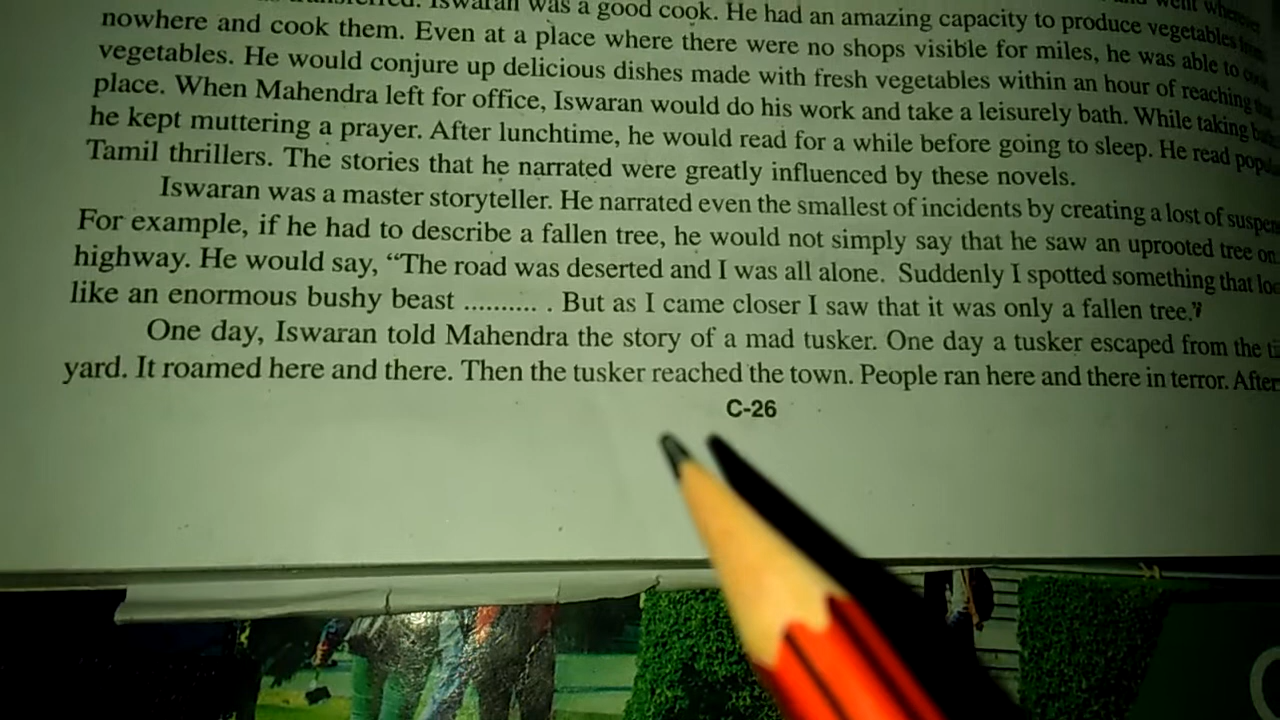 Iswaran was a good cook. He had an amazing capacity to produce vegetables
nowhere and cook them. Even at a place where there were no shops visible for miles, he was able to
vegetables. He would conjure up delicious dishes made with fresh vegetables within an hour of reaching
place. When Mahendra left for office, Iswaran would do his work and take a leisurely bath. While taking
he kept muttering a prayer. After lunchtime, he would read for a while before going to sleep. He read
Tamil thrillers. The stories that he narrated were greatly influenced by these novels.
Iswaran was a master storyteller. He narrated even the smallest of incidents by creating a lost of
For example, if he had to describe a fallen tree, he would not simply say that he saw an uprooted tree on
highway. He would say, “The road was deserted and I was all alone. Suddenly I spotted something that
like an enormous bushy beast ........... . But as I came closer I saw that it was only a fallen tree.”
One day, Iswaran told Mahendra the story of a mad tusker. One day a tusker escaped from the
yard. It roamed here and there. Then the tusker reached the town. People ran here and there in terror. After
C-26